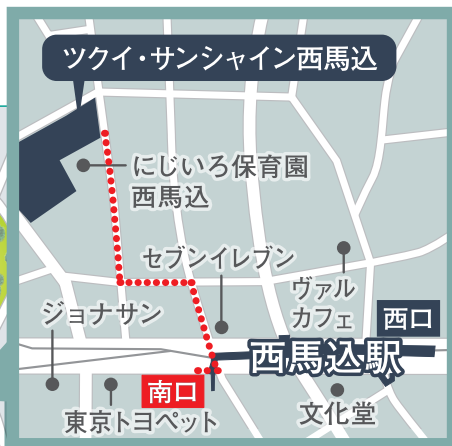 ツクイ・サンシャイン西馬込
にじいろ保育園
西馬込
セブンイレブン
ヴァル
カフェ
ジョナサン
西口
西馬込駅
南口
東京トヨペット
文化堂